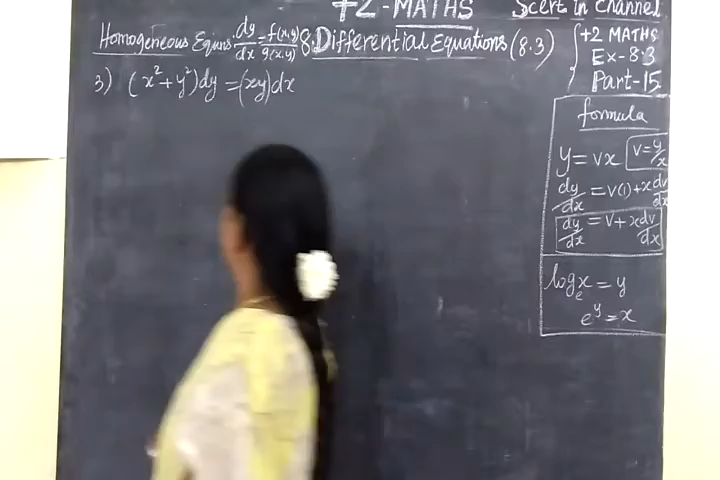 +2-MATHS Scert tn channel
Homogeneous Equns. dy/dx = f(x,y)/g(x,y) 8. Differential Equations (8.3)
+2 MATHS
Ex-8.3
Part-15
3) (x²+y²)dy = (xy)dx
formula
y = vx v = y/x
dy/dx = v(1)+x dv/dx
dy/dx = v+x dv/dx
logₑx = y
e^y = x